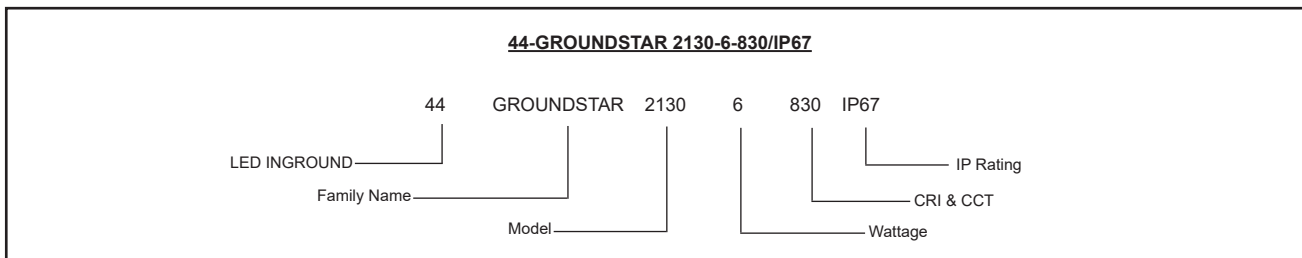 44-GROUNDSTAR 2130-6-830/IP67
44 GROUNDSTAR 2130 6 830 IP67
LED INGROUND
IP Rating
Family Name
CRI & CCT
Model
Wattage